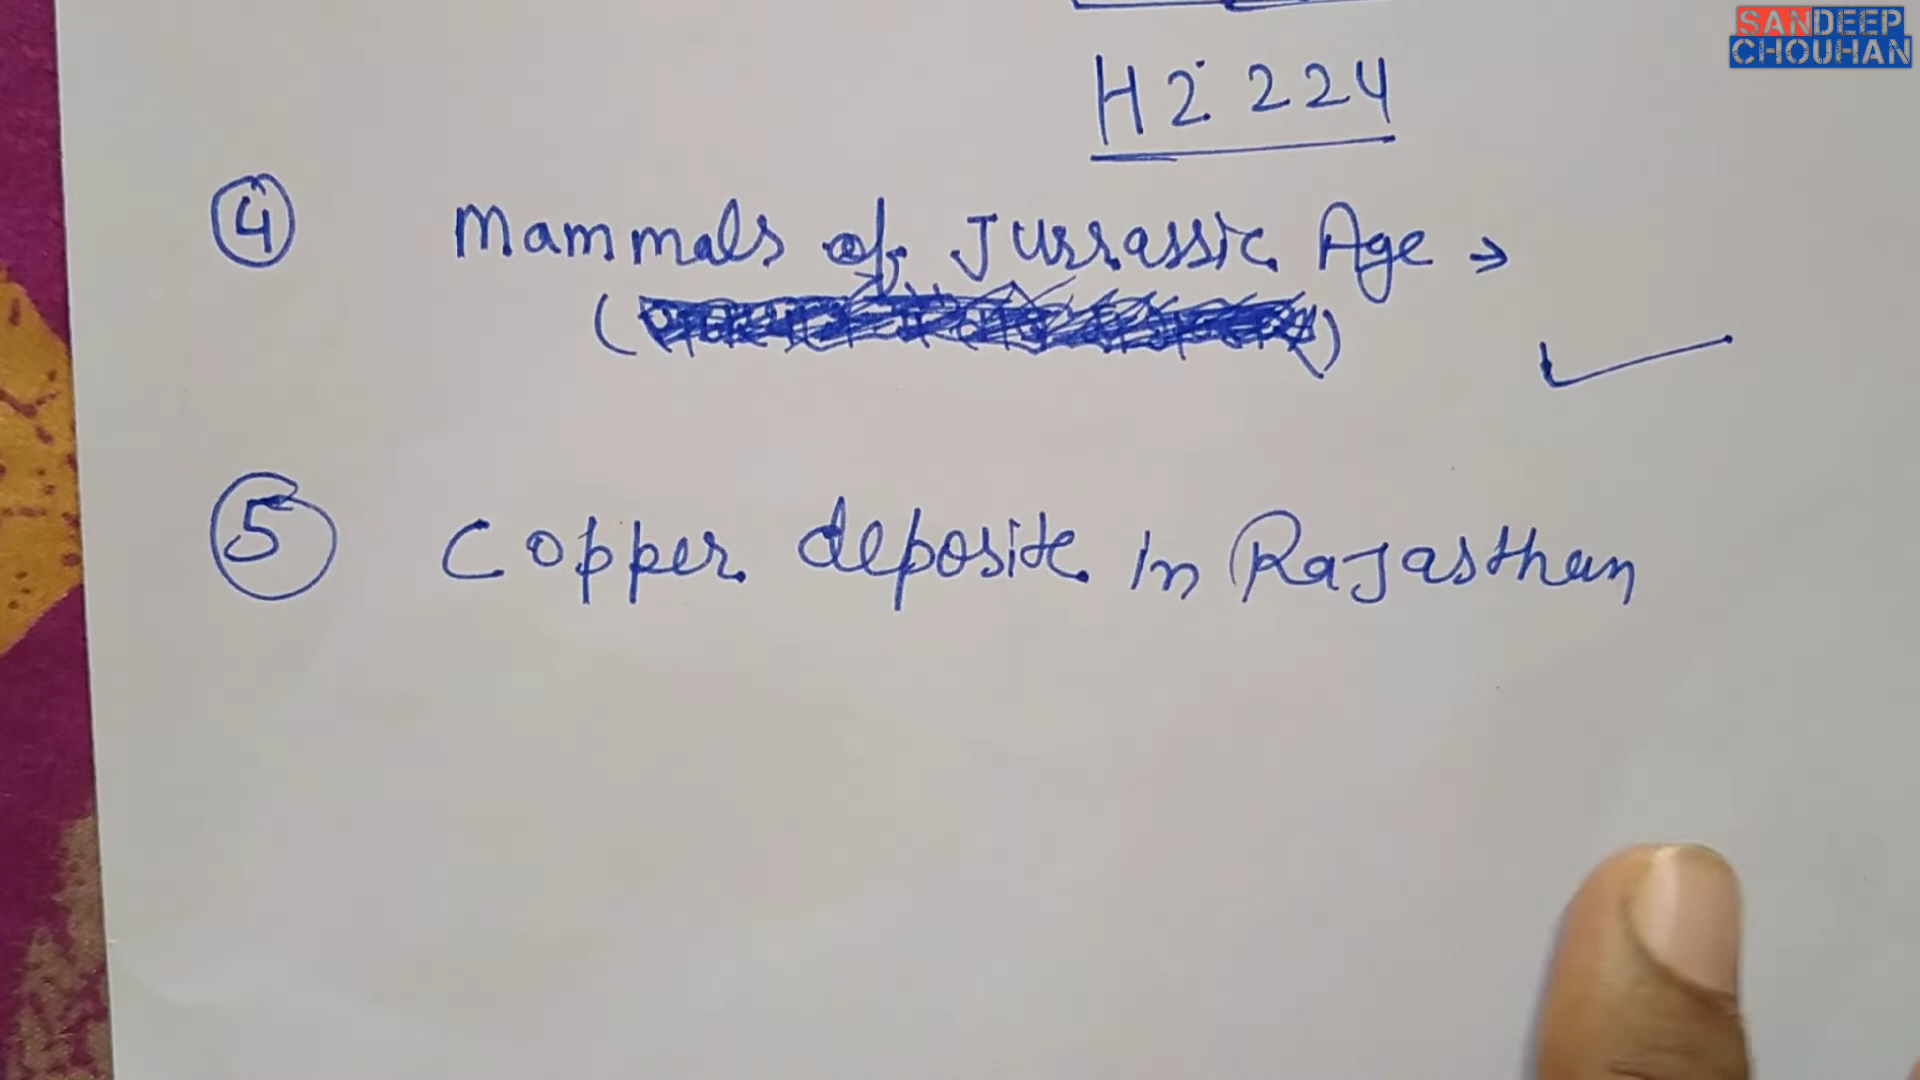 SANDEEP
CHOUHAN
H2 224
4 Mammals of Jurrassic Age →
5 Copper deposite in Rajasthan